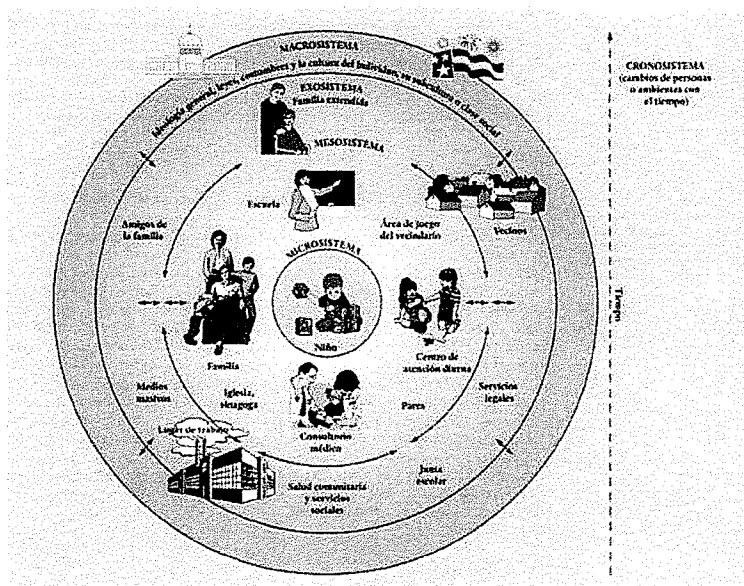 MACROSISTEMA
Ideología general, leyes, costumbres y la cultura del individuo, su subcultura o clase social
EXOSISTEMA
Familia extendida
MESOSISTEMA
Escuela
Amigos de
la familia
Área de juego
del vecindario
Vecinos
MICROSISTEMA
Niño
Familia
Centro de
atención diurna
Medios
masivos
Iglesia,
sinagoga
Consultorio
médico
Pares
Servicios
legales
Lugar de trabajo
Salud comunitaria
y servicios
sociales
Junta
escolar
CRONOSISTEMA
(cambios de personas
o ambientes con
el tiempo)
Tiempo